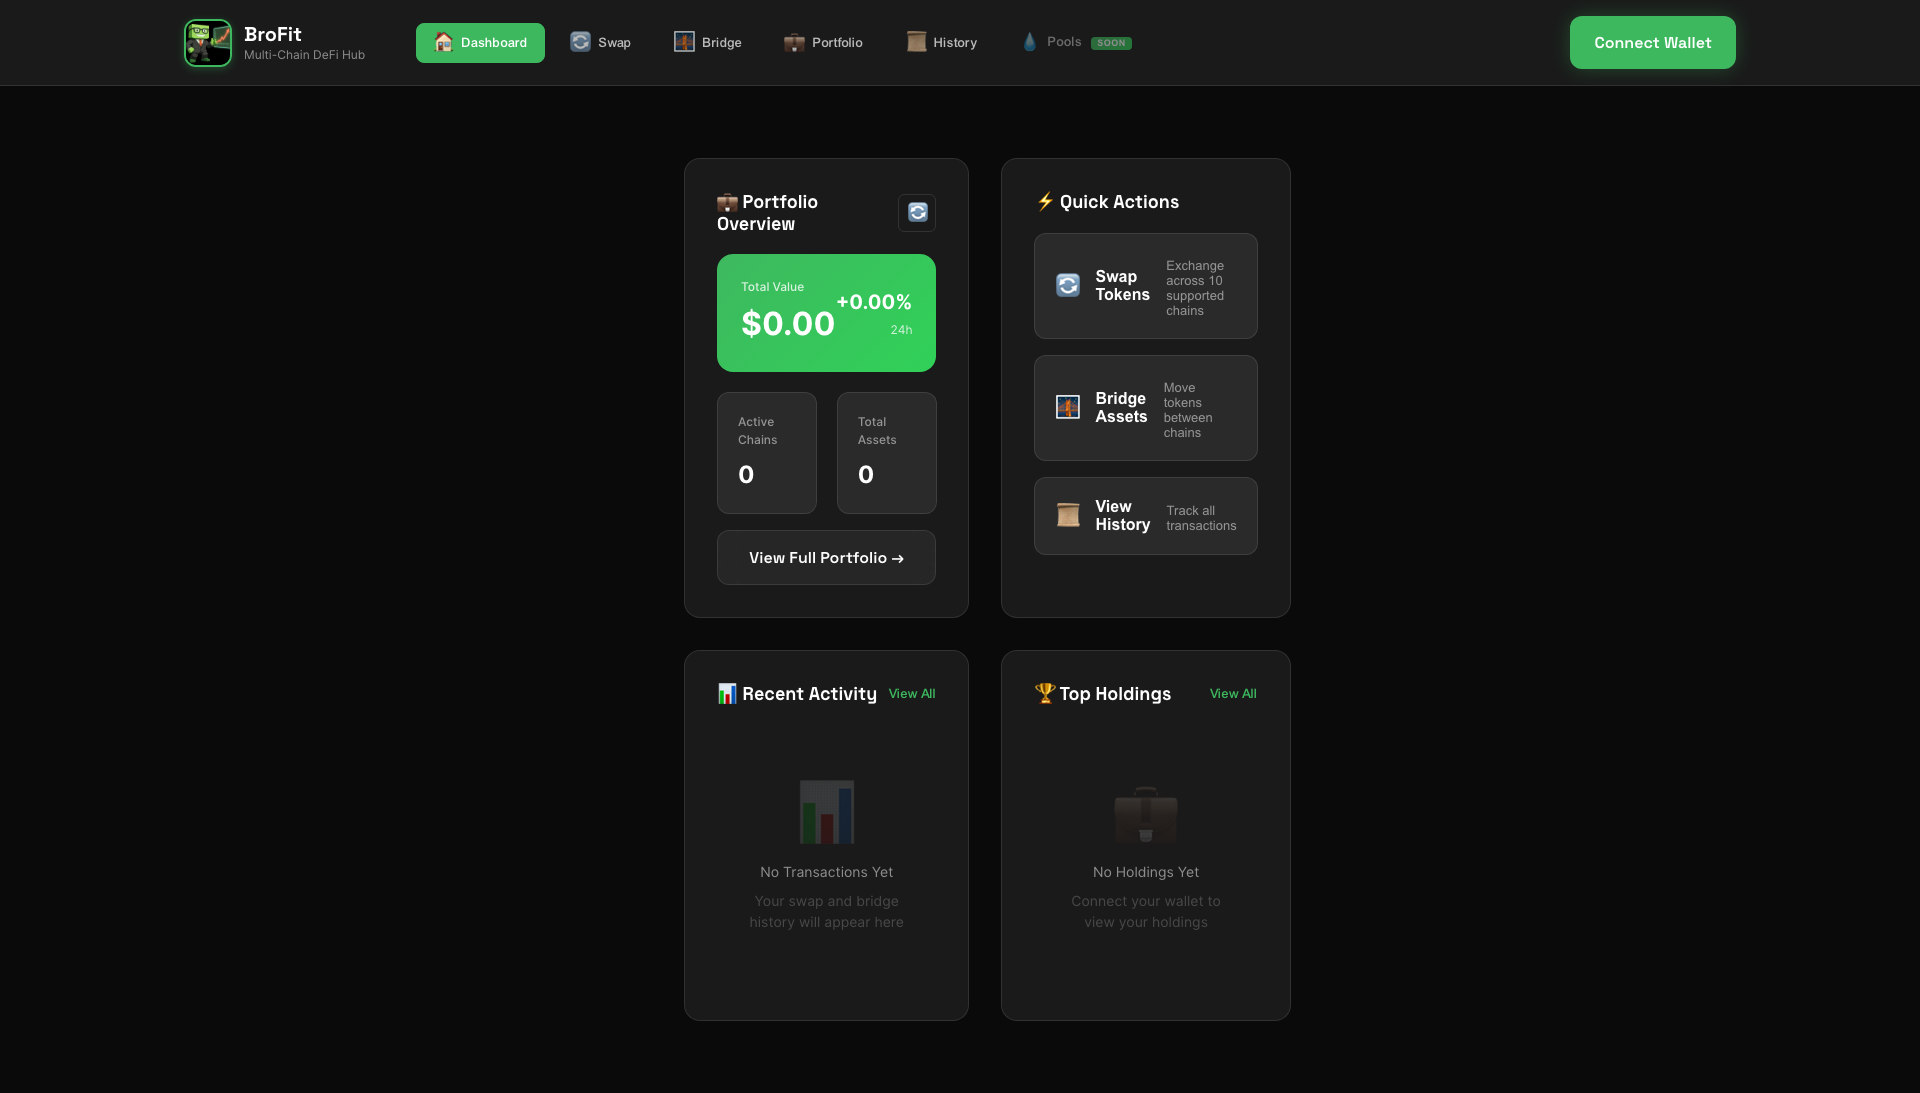 BroFit
Multi-Chain DeFi Hub
Dashboard
Swap
Bridge
Portfolio
History
Pools
SOON
Connect Wallet
Portfolio
Overview
Total Value
$0.00
+0.00%
24h
Active
Chains
0
Total
Assets
0
View Full Portfolio →
Quick Actions
Swap
Tokens
Exchange
across 10
supported
chains
Bridge
Assets
Move
tokens
between
chains
View
History
Track all
transactions
Recent Activity
View All
No Transactions Yet
Your swap and bridge
history will appear here
Top Holdings
View All
No Holdings Yet
Connect your wallet to
view your holdings